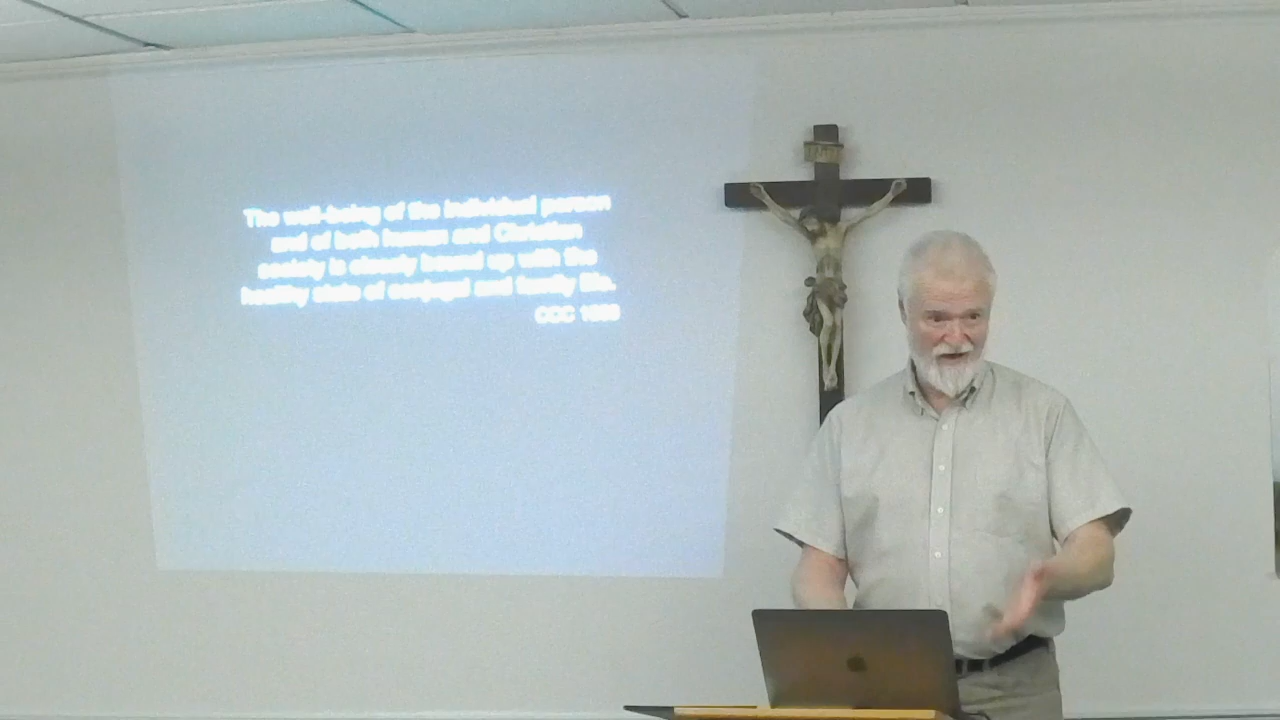 The well-being of the individual person
and of both human and Christian
society is closely bound up with the
healthy state of conjugal and family life.
CCC